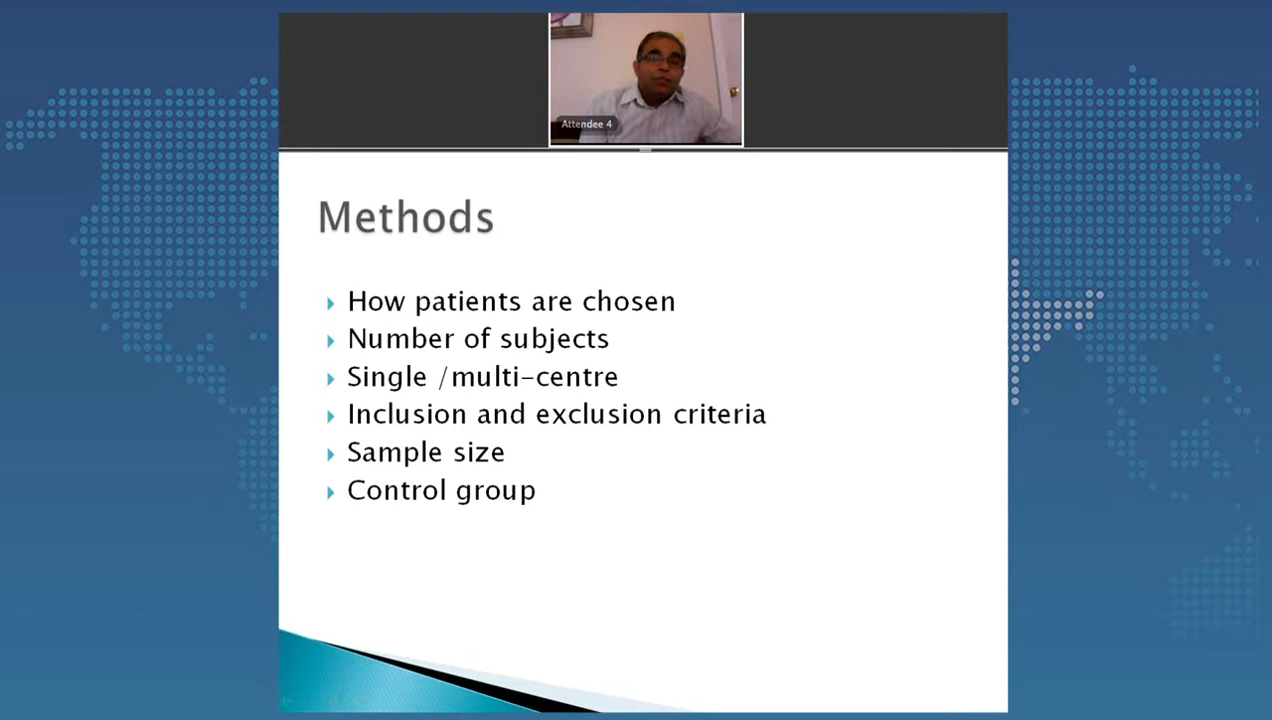 Attendee 4
Methods
How patients are chosen
Number of subjects
Single /multi-centre
Inclusion and exclusion criteria
Sample size
Control group